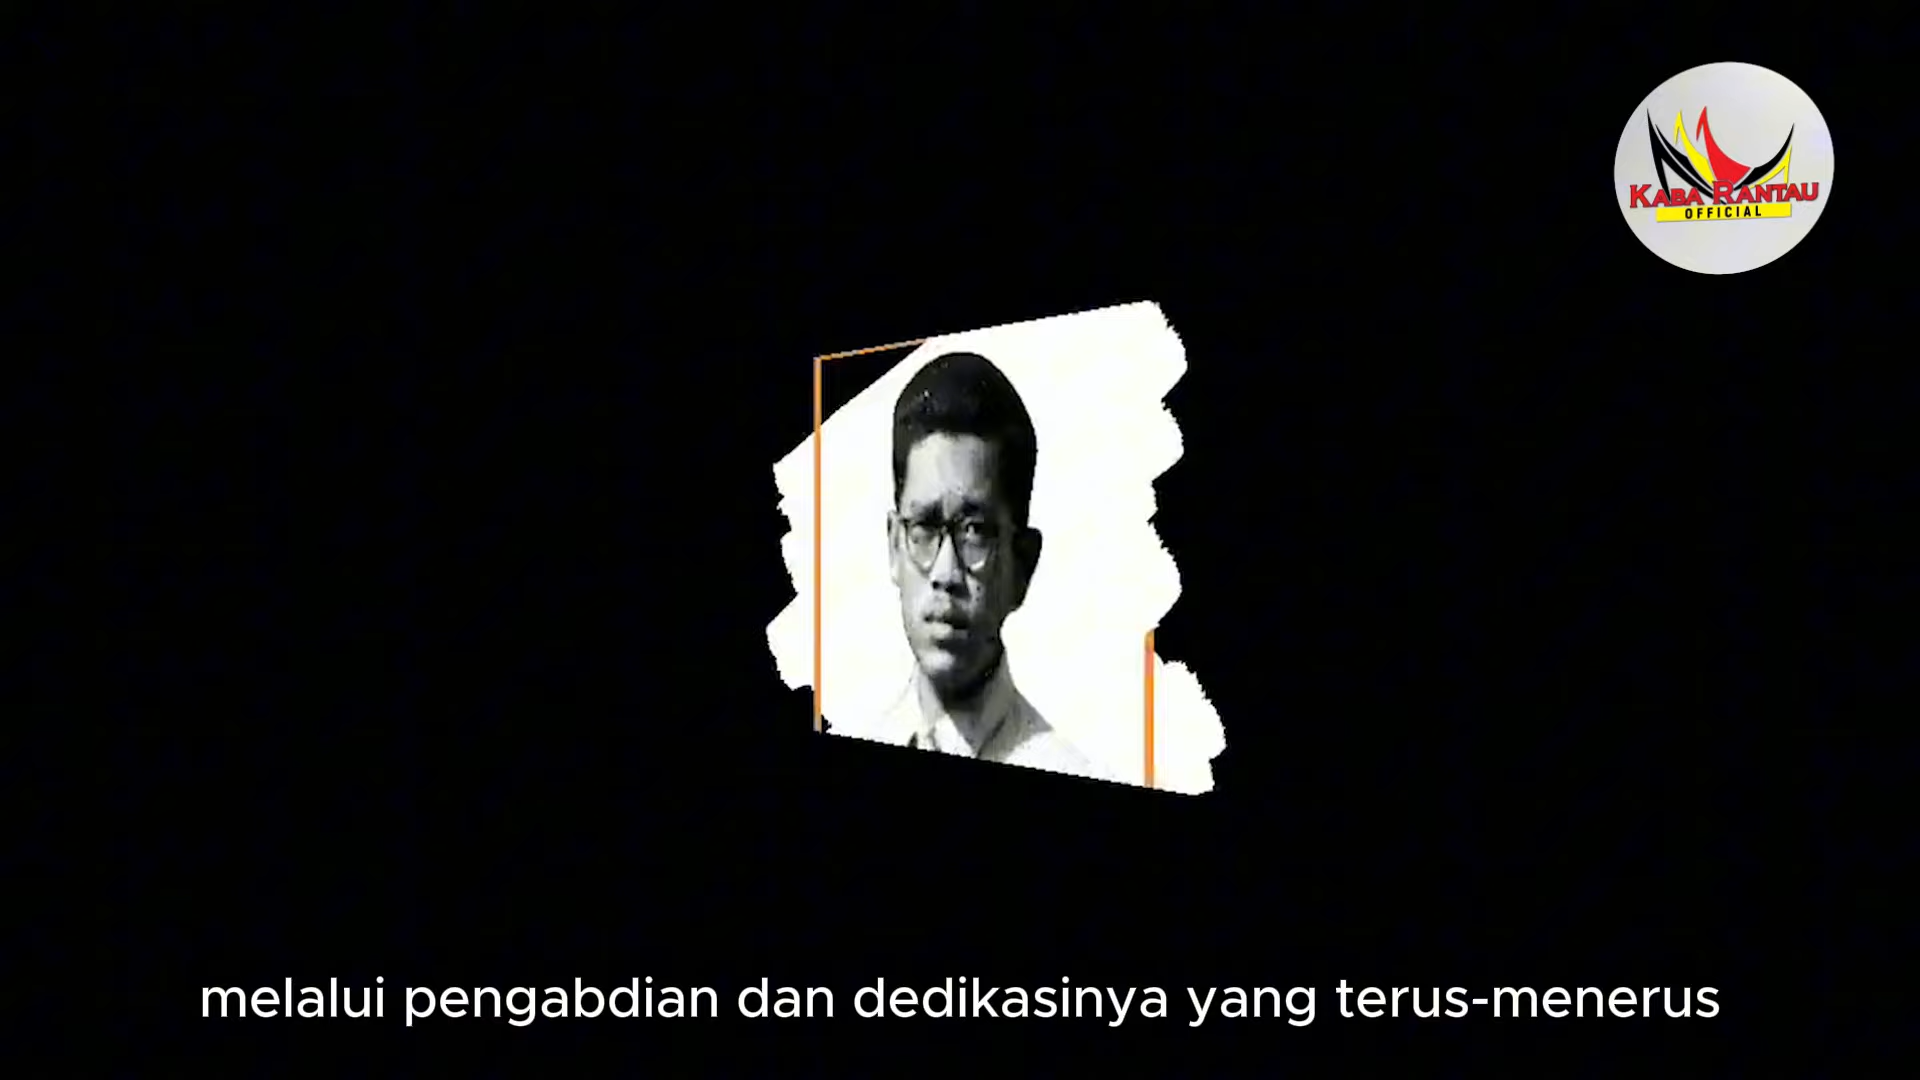 KABA RANTAU
OFFICIAL
melalui pengabdian dan dedikasinya yang terus-menerus